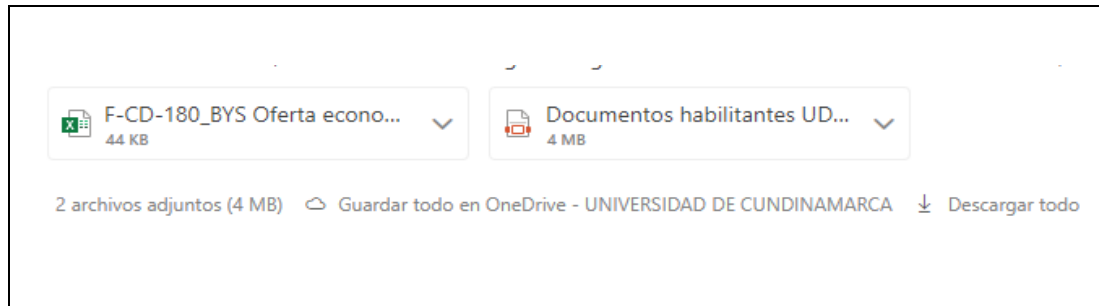 F-CD-180_BYS Oferta econo...
44 KB
Documentos habilitantes UD...
4 MB
2 archivos adjuntos (4 MB) Guardar todo en OneDrive - UNIVERSIDAD DE CUNDINAMARCA Descargar todo